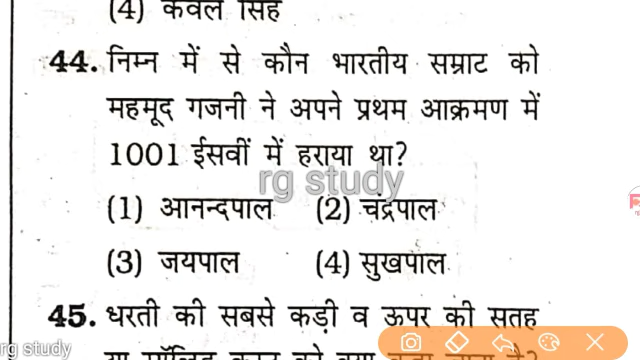 (4) केवल सिंह
44. निम्न में से कौन भारतीय सम्राट को
महमूद गजनी ने अपने प्रथम आक्रमण में
1001 ईसवीं में हराया था?
rg study
(1) आनन्दपाल (2) चंद्रपाल
(3) जयपाल (4) सुखपाल
45. धरती की सबसे कड़ी व ऊपर की सतह
rg study
या